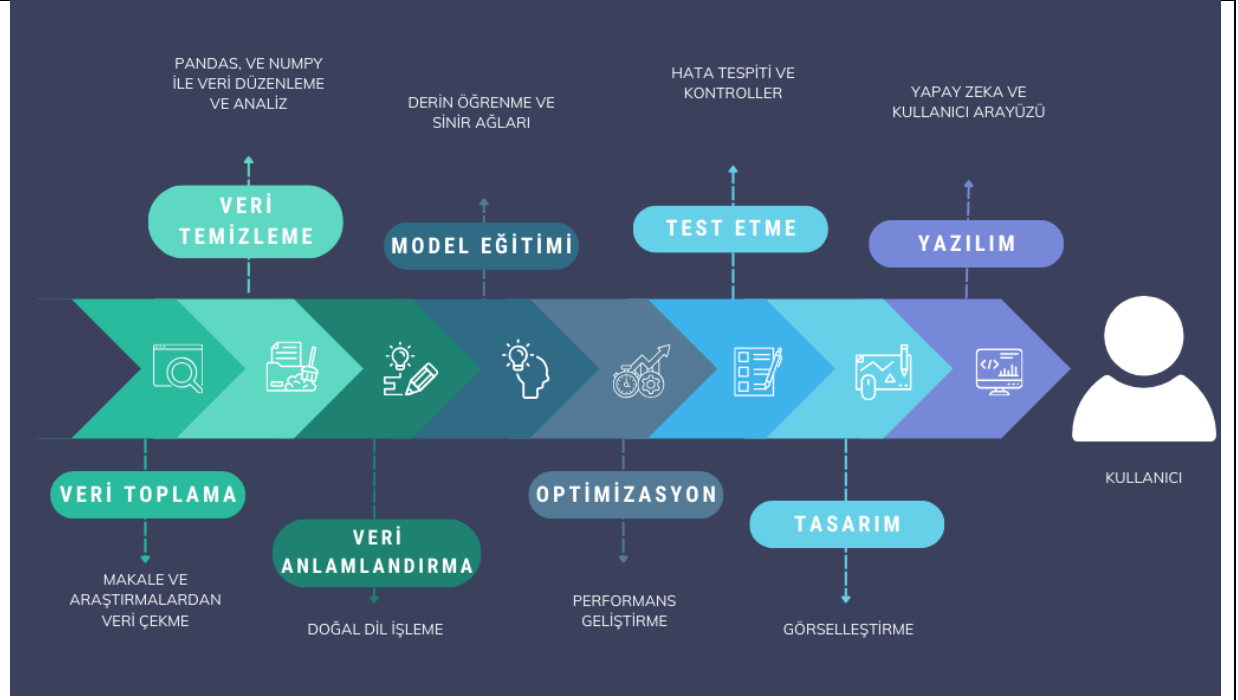 PANDAS, VE NUMPY
İLE VERİ DÜZENLEME
VE ANALİZ
DERİN ÖĞRENME VE
SİNİR AĞLARI
HATA TESPİTİ VE
KONTROLLER
YAPAY ZEKA VE
KULLANICI ARAYÜZÜ
VERİ
TEMİZLEME
MODEL EĞİTİMİ
TEST ETME
YAZILIM
</>
VERİ TOPLAMA
VERİ
ANLAMLANDIRMA
OPTİMİZASYON
TASARIM
KULLANICI
MAKALE VE
ARAŞTIRMALARDAN
VERİ ÇEKME
DOĞAL DİL İŞLEME
PERFORMANS
GELİŞTİRME
GÖRSELLEŞTİRME